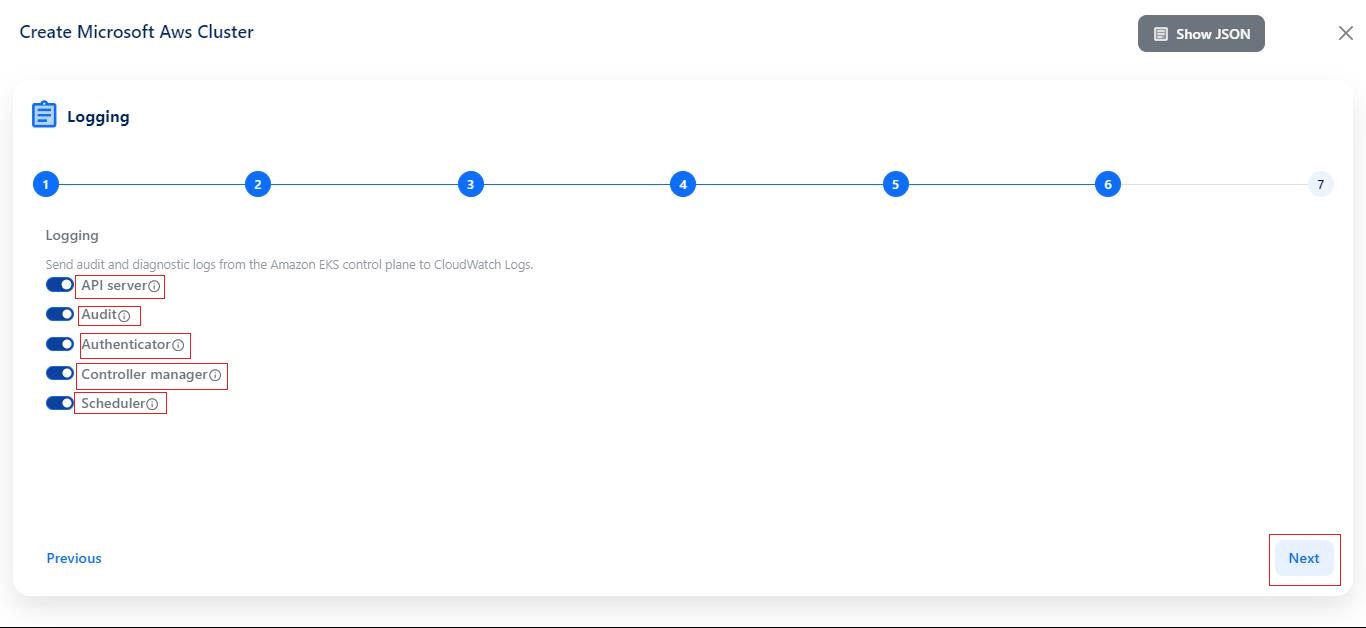 Create Microsoft Aws Cluster
Show JSON
Logging
1 2 3 4 5 6 7
Logging
Send audit and diagnostic logs from the Amazon EKS control plane to CloudWatch Logs.
API server
Audit
Authenticator
Controller manager
Scheduler
Previous
Next